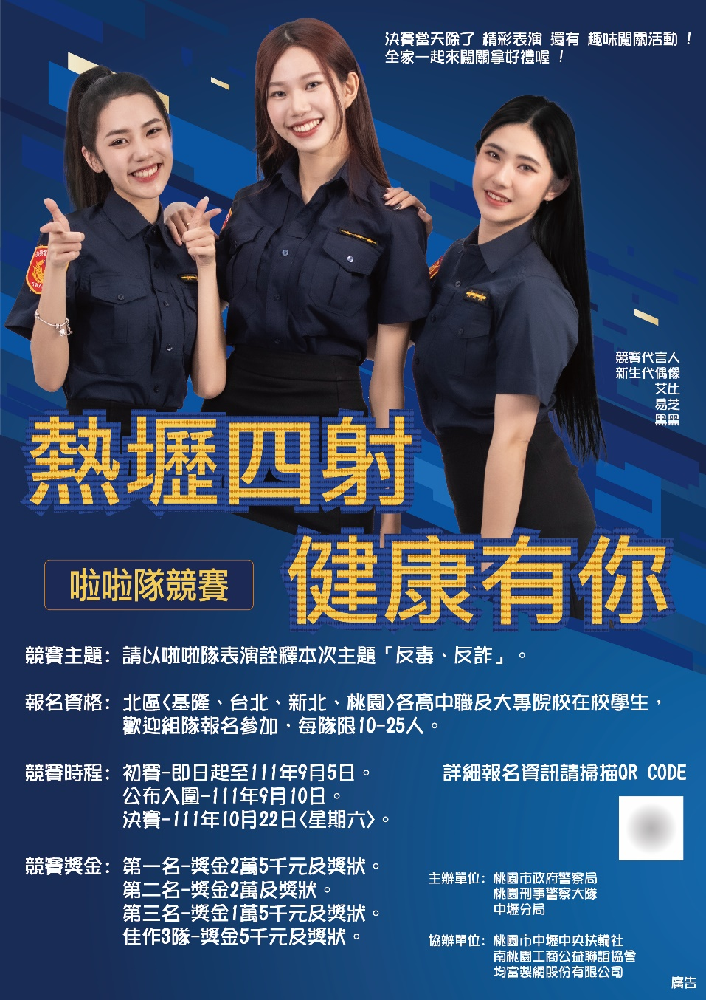 決賽當天除了 精彩表演 還有 趣味闖關活動 !
全家一起來闖關拿好禮喔 !
競賽代言人
新生代偶像
艾比
易芝
黑黑
熱壢四射
健康有你
啦啦隊競賽
競賽主題: 請以啦啦隊表演詮釋本次主題「反毒、反詐」。
報名資格: 北區<基隆、台北、新北、桃園>各高中職及大專院校在校學生,
歡迎組隊報名參加,每隊限10-25人。
競賽時程: 初賽-即日起至111年9月5日。
公布入圍-111年9月10日。
決賽-111年10月22日<星期六>。
詳細報名資訊請掃描QR CODE
競賽獎金: 第一名-獎金2萬5千元及獎狀。
第二名-獎金2萬及獎狀。
第三名-獎金1萬5千元及獎狀。
佳作3隊-獎金5千元及獎狀。
主辦單位: 桃園市政府警察局
桃園刑事警察大隊
中壢分局
協辦單位: 桃園市中壢中央扶輪社
南桃園工商公益聯誼協會
均富製網股份有限公司
廣告